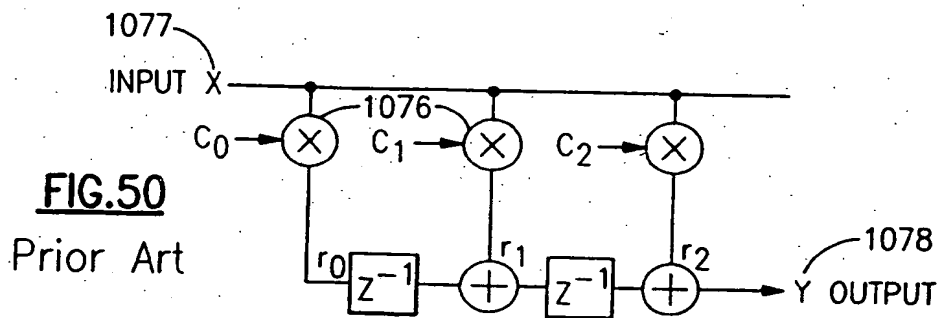 1077
INPUT X
1076
C0
×
C1
×
C2
×
FIG.50
Prior Art
r0
z-1
r1
+
z-1
r2
+
1078
Y OUTPUT